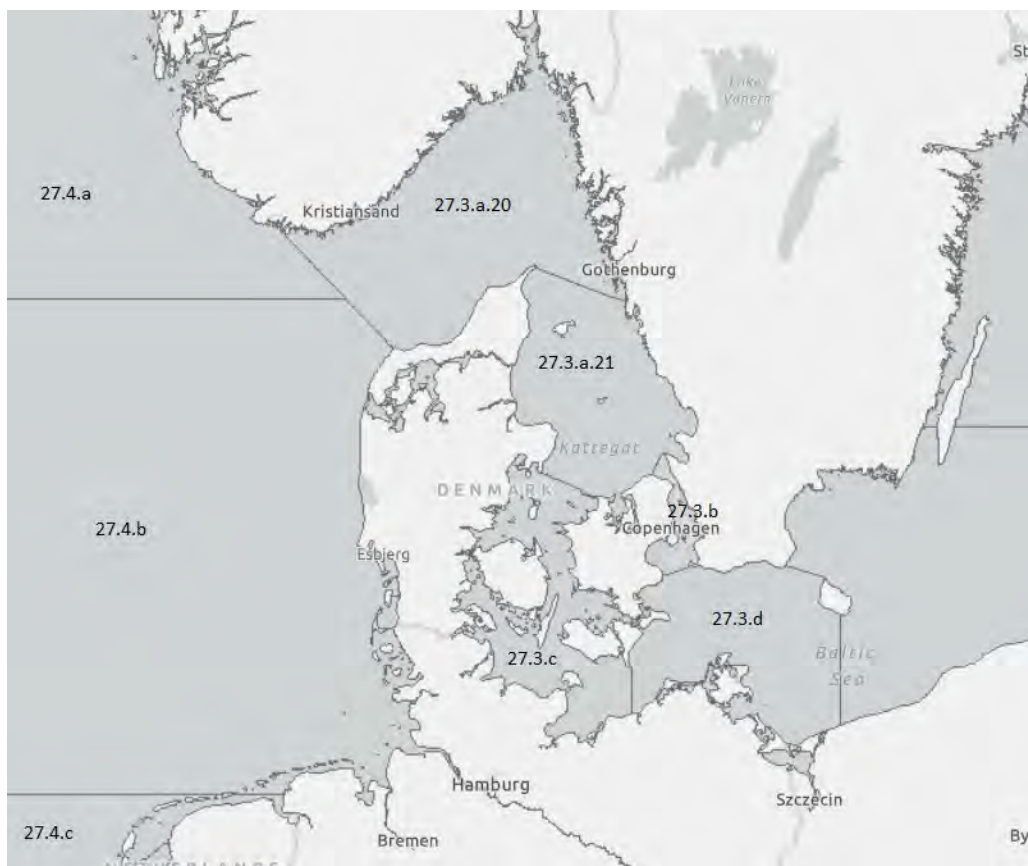 St
Lake
Vanern
27.4.a
Kristiansand
27.3.a.20
Gothenburg
27.3.a.21
Kattegat
DENMARK
27.3.b
Copenhagen
27.4.b
Esbjerg
27.3.d
27.3.c
Baltic
Sea
Hamburg
Szczecin
27.4.c
Bremen
By